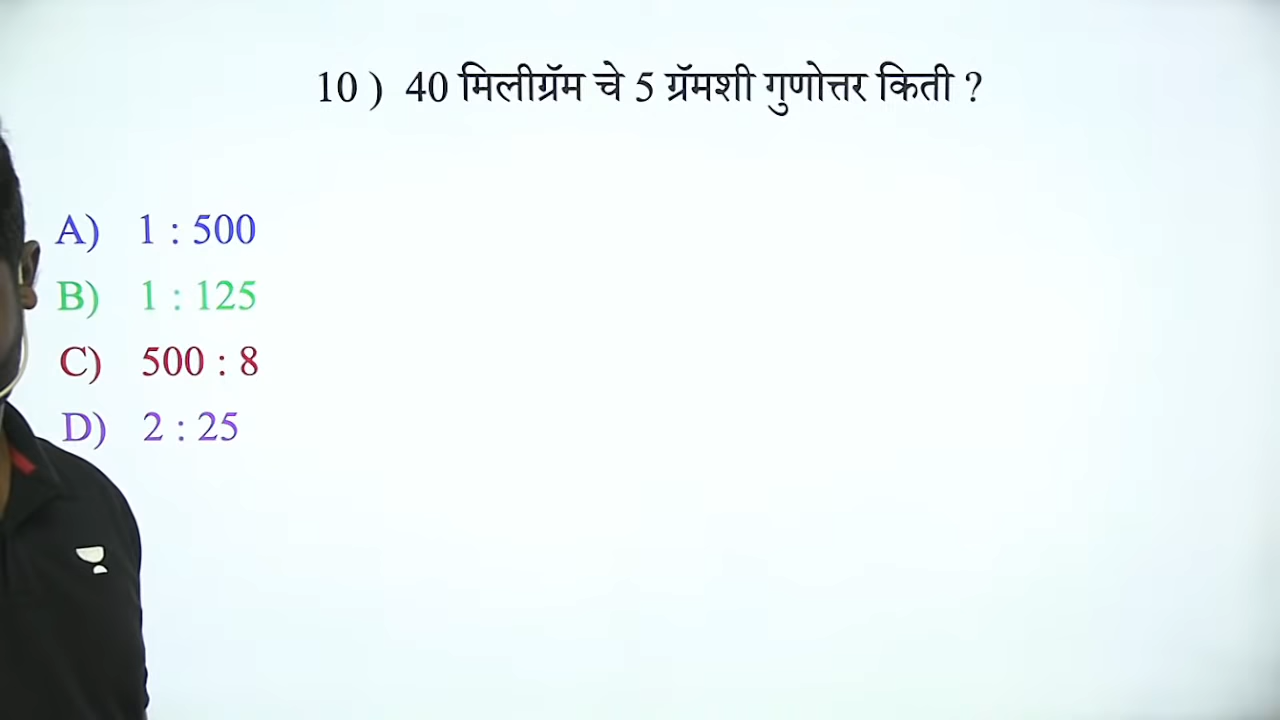 10 ) 40 मिलीग्रॅम चे 5 ग्रॅमशी गुणोत्तर किती ?
A) 1 : 500
B) 1 : 125
C) 500 : 8
D) 2 : 25